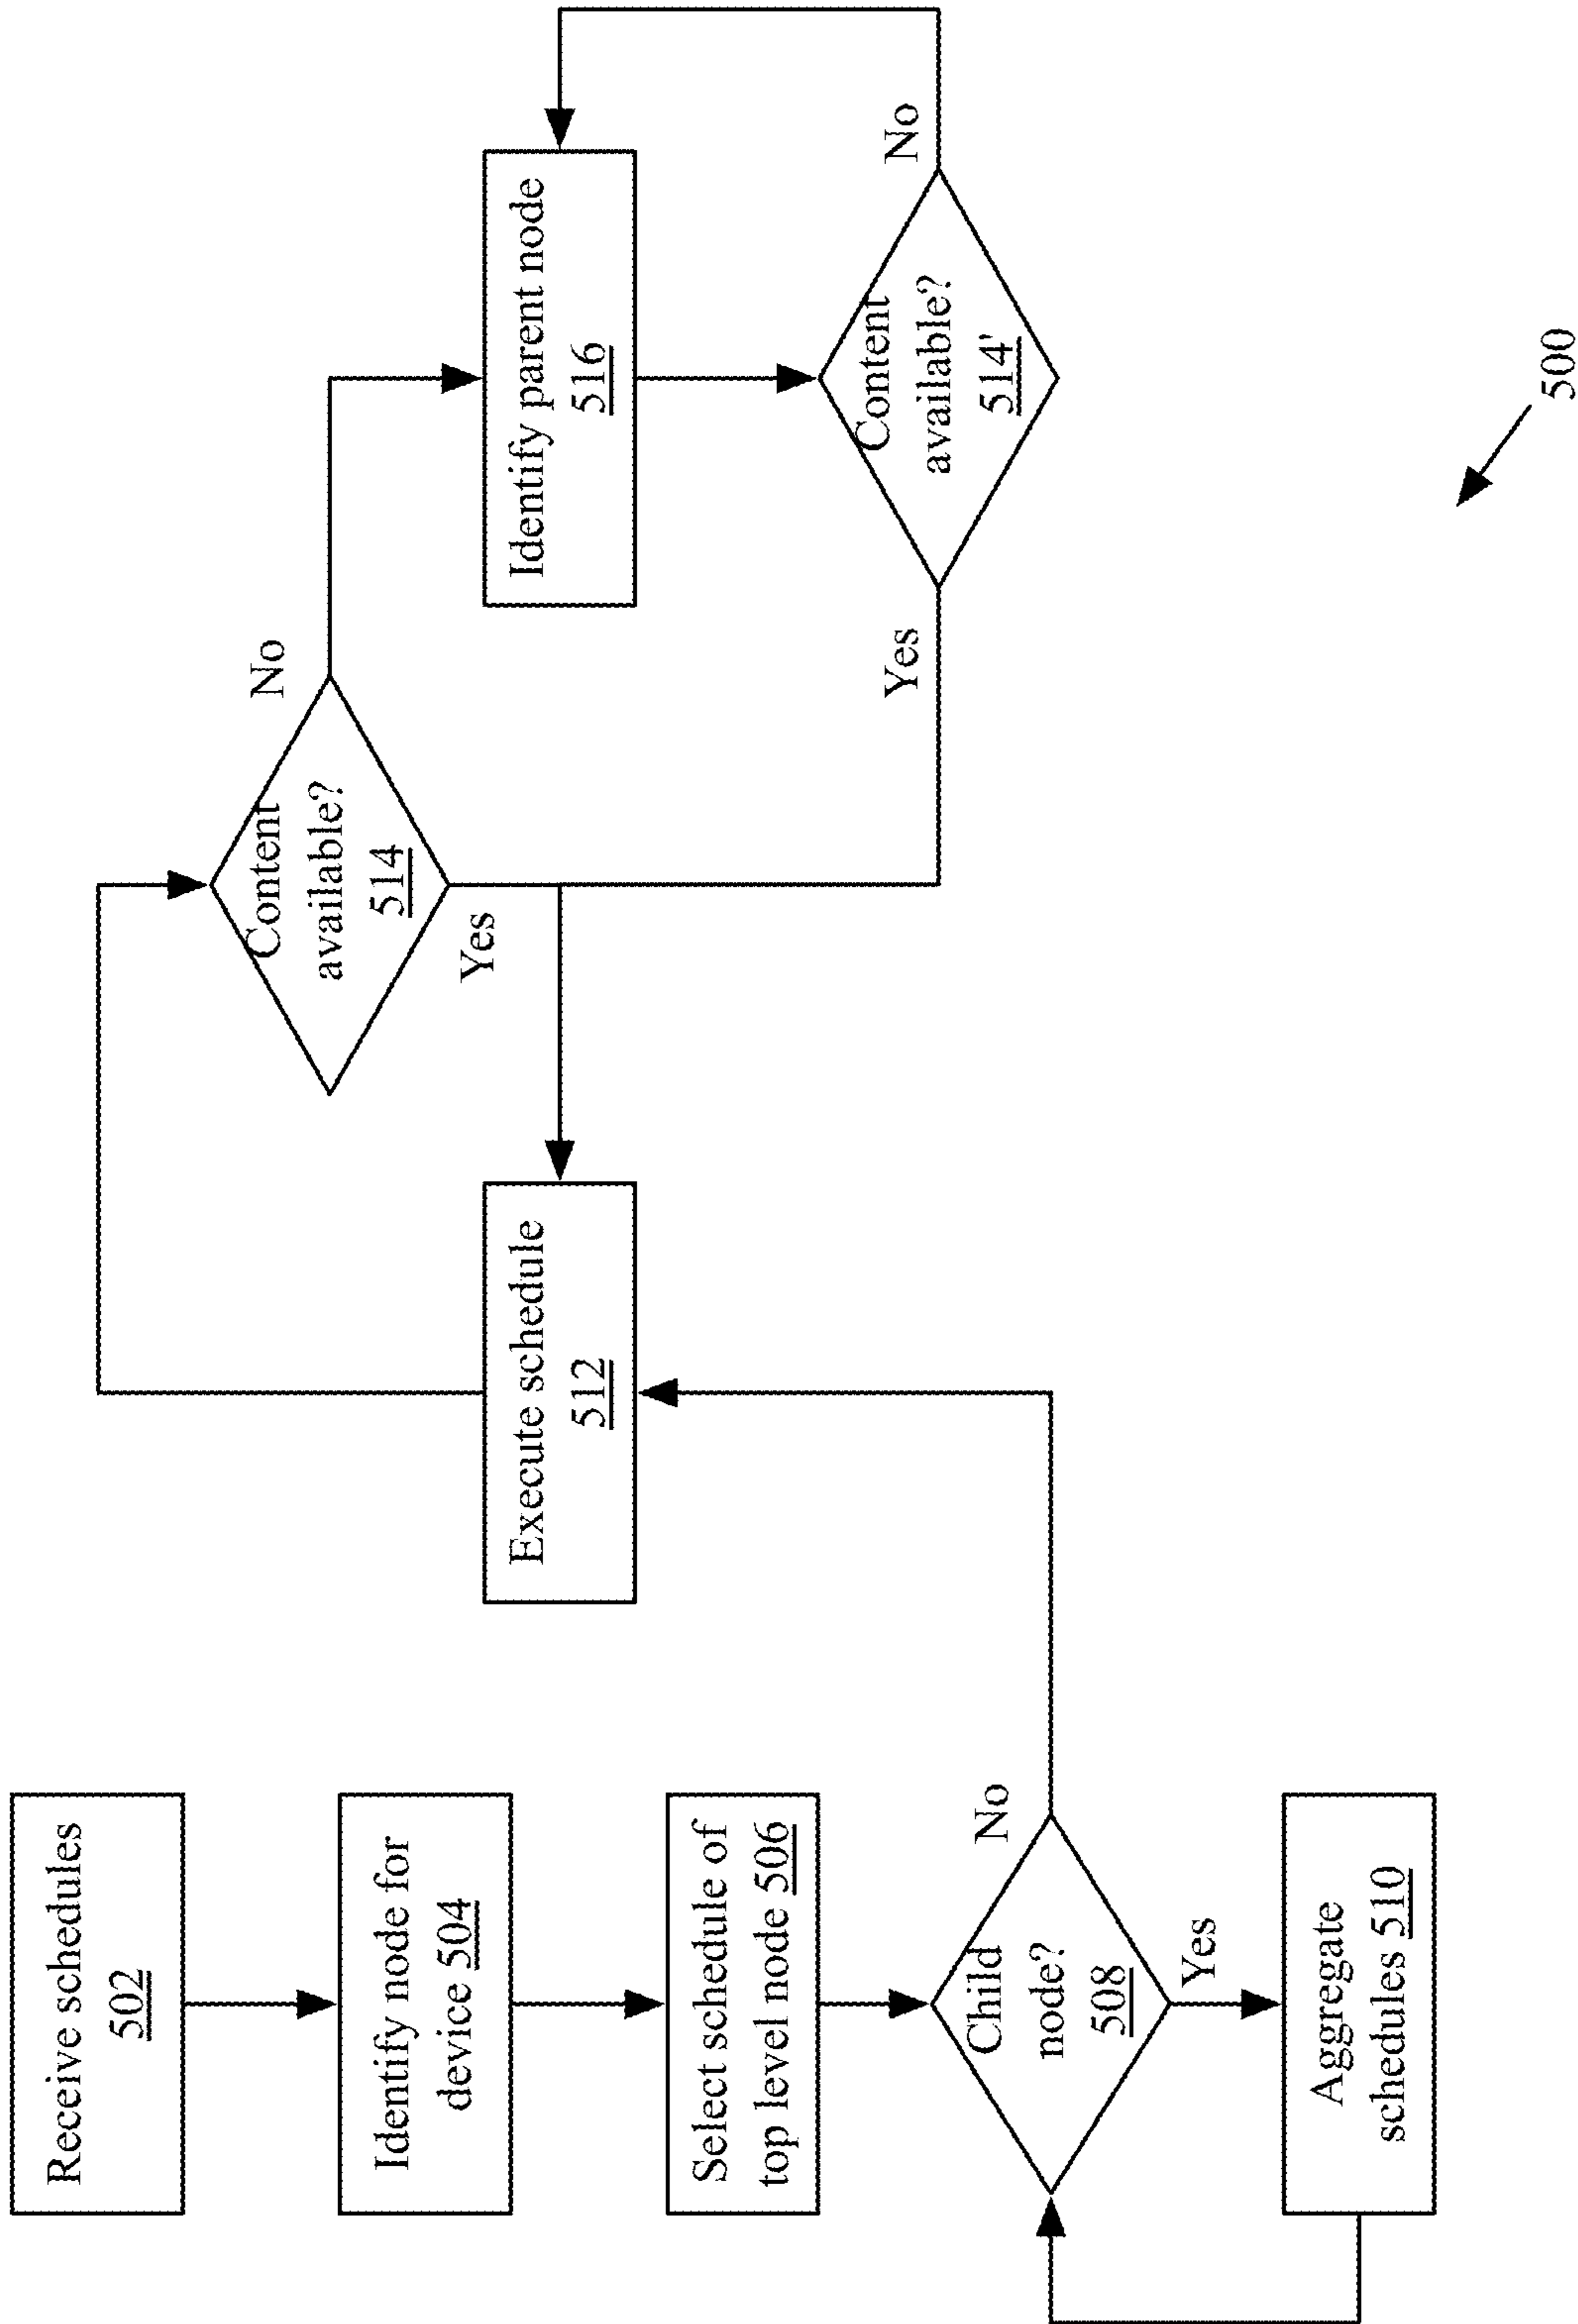 Receive schedules
502
Identify node for
device 504
Select schedule of
top level node 506
Child
node?
508
No
Yes
Aggregate
schedules 510
Execute schedule
512
Content
available?
514
No
Yes
Identify parent node
516
Content
available?
514'
No
Yes
500